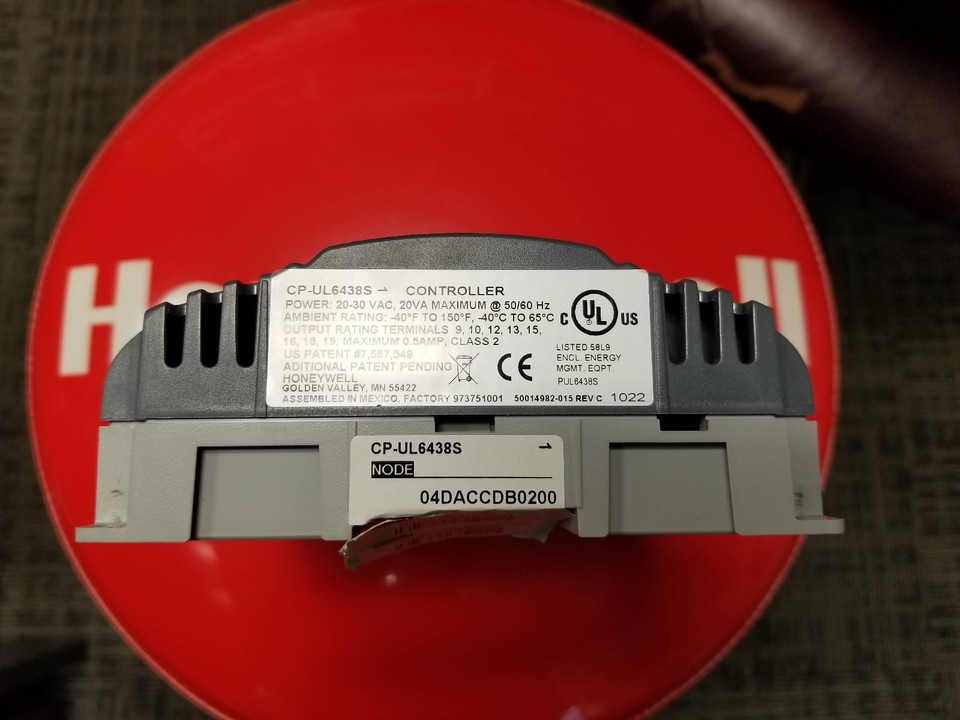 Ho well
CP-UL6438S ⇀ CONTROLLER
POWER: 20-30 VAC, 20VA MAXIMUM @ 50/60 Hz
AMBIENT RATING: -40°F TO 150°F, -40°C TO 65°C
OUTPUT RATING TERMINALS 9, 10, 12, 13, 15,
16, 18, 19; MAXIMUM 0.5AMP, CLASS 2
US PATENT #7,557,549
ADITIONAL PATENT PENDING
HONEYWELL
GOLDEN VALLEY, MN 55422
ASSEMBLED IN MEXICO. FACTORY 973751001 50014982-015 REV C 1022
CE
C UL US
LISTED 58L9
ENCL. ENERGY
MGMT. EQPT.
PUL6438S
CP-UL6438S ⇀
NODE
04DACCDB0200